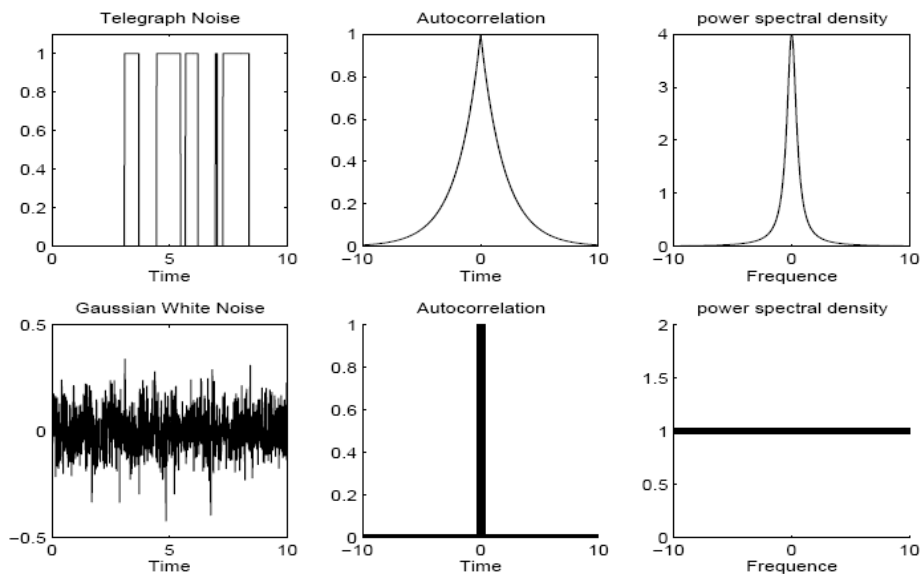 Telegraph Noise
1
0.8
0.6
0.4
0.2
0
0 5 10
Time
Autocorrelation
1
0.8
0.6
0.4
0.2
0
−10 0 10
Time
power spectral density
4
3
2
1
0
−10 0 10
Frequence
Gaussian White Noise
0.5
0
−0.5
0 5 10
Time
Autocorrelation
1
0.8
0.6
0.4
0.2
0
−10 0 10
Time
power spectral density
2
1.5
1
0.5
0
−10 0 10
Frequence